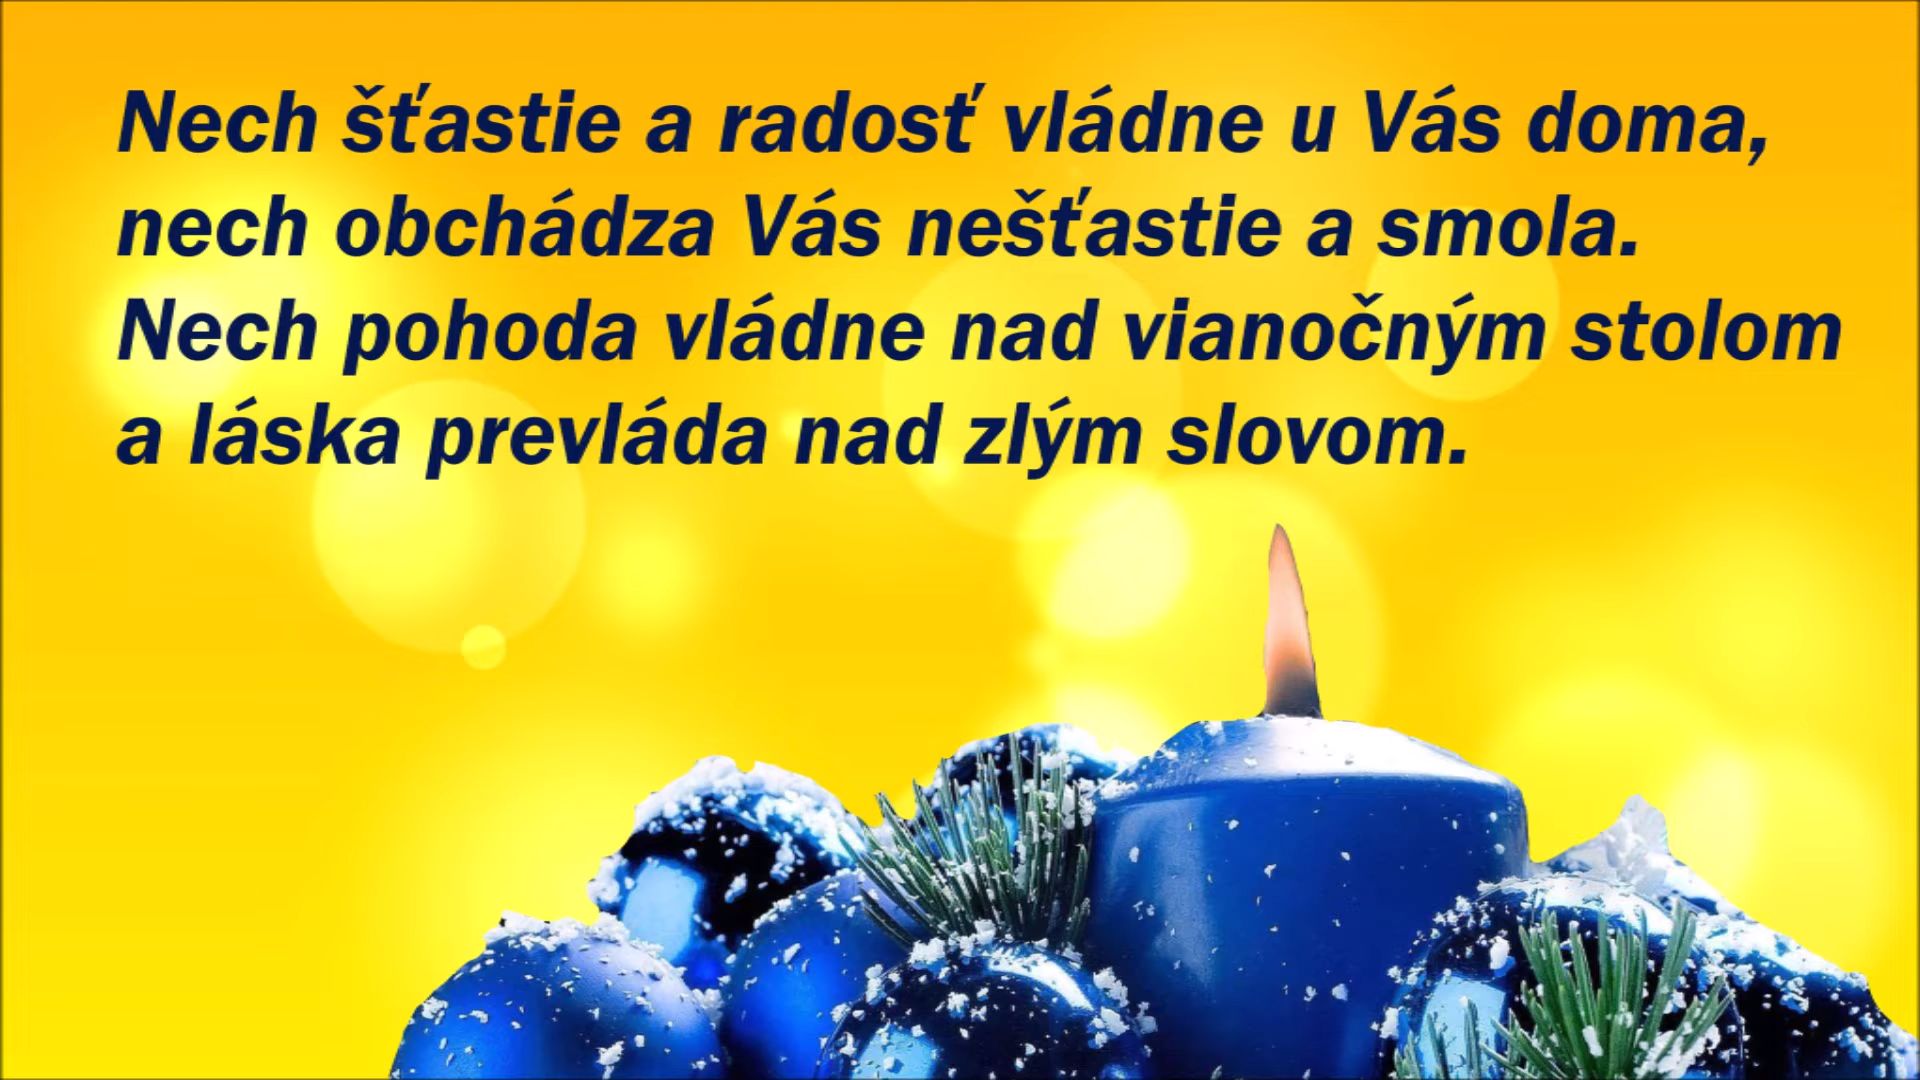 Nech šťastie a radosť vládne u Vás doma,
nech obchádza Vás nešťastie a smola.
Nech pohoda vládne nad vianočným stolom
a láska prevláda nad zlým slovom.